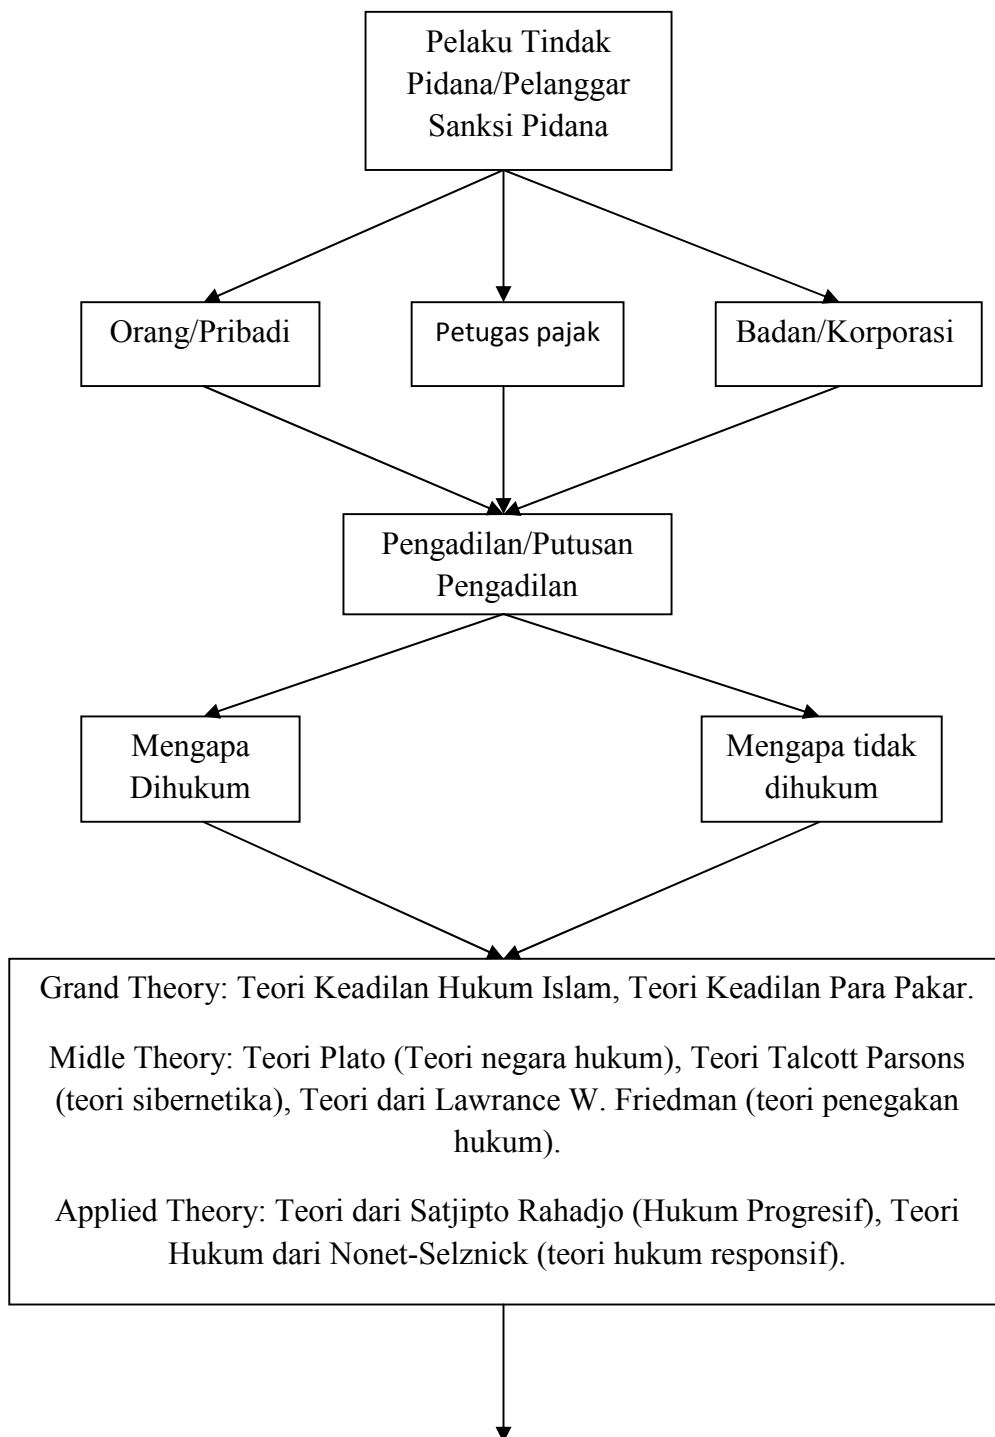 Pelaku Tindak
Pidana/Pelanggar
Sanksi Pidana
Orang/Pribadi
Petugas pajak
Badan/Korporasi
Pengadilan/Putusan
Pengadilan
Mengapa
Dihukum
Mengapa tidak
dihukum
Grand Theory: Teori Keadilan Hukum Islam, Teori Keadilan Para Pakar.
Midle Theory: Teori Plato (Teori negara hukum), Teori Talcott Parsons
(teori sibernetika), Teori dari Lawrance W. Friedman (teori penegakan
hukum).
Applied Theory: Teori dari Satjipto Rahadjo (Hukum Progresif), Teori
Hukum dari Nonet-Selznick (teori hukum responsif).